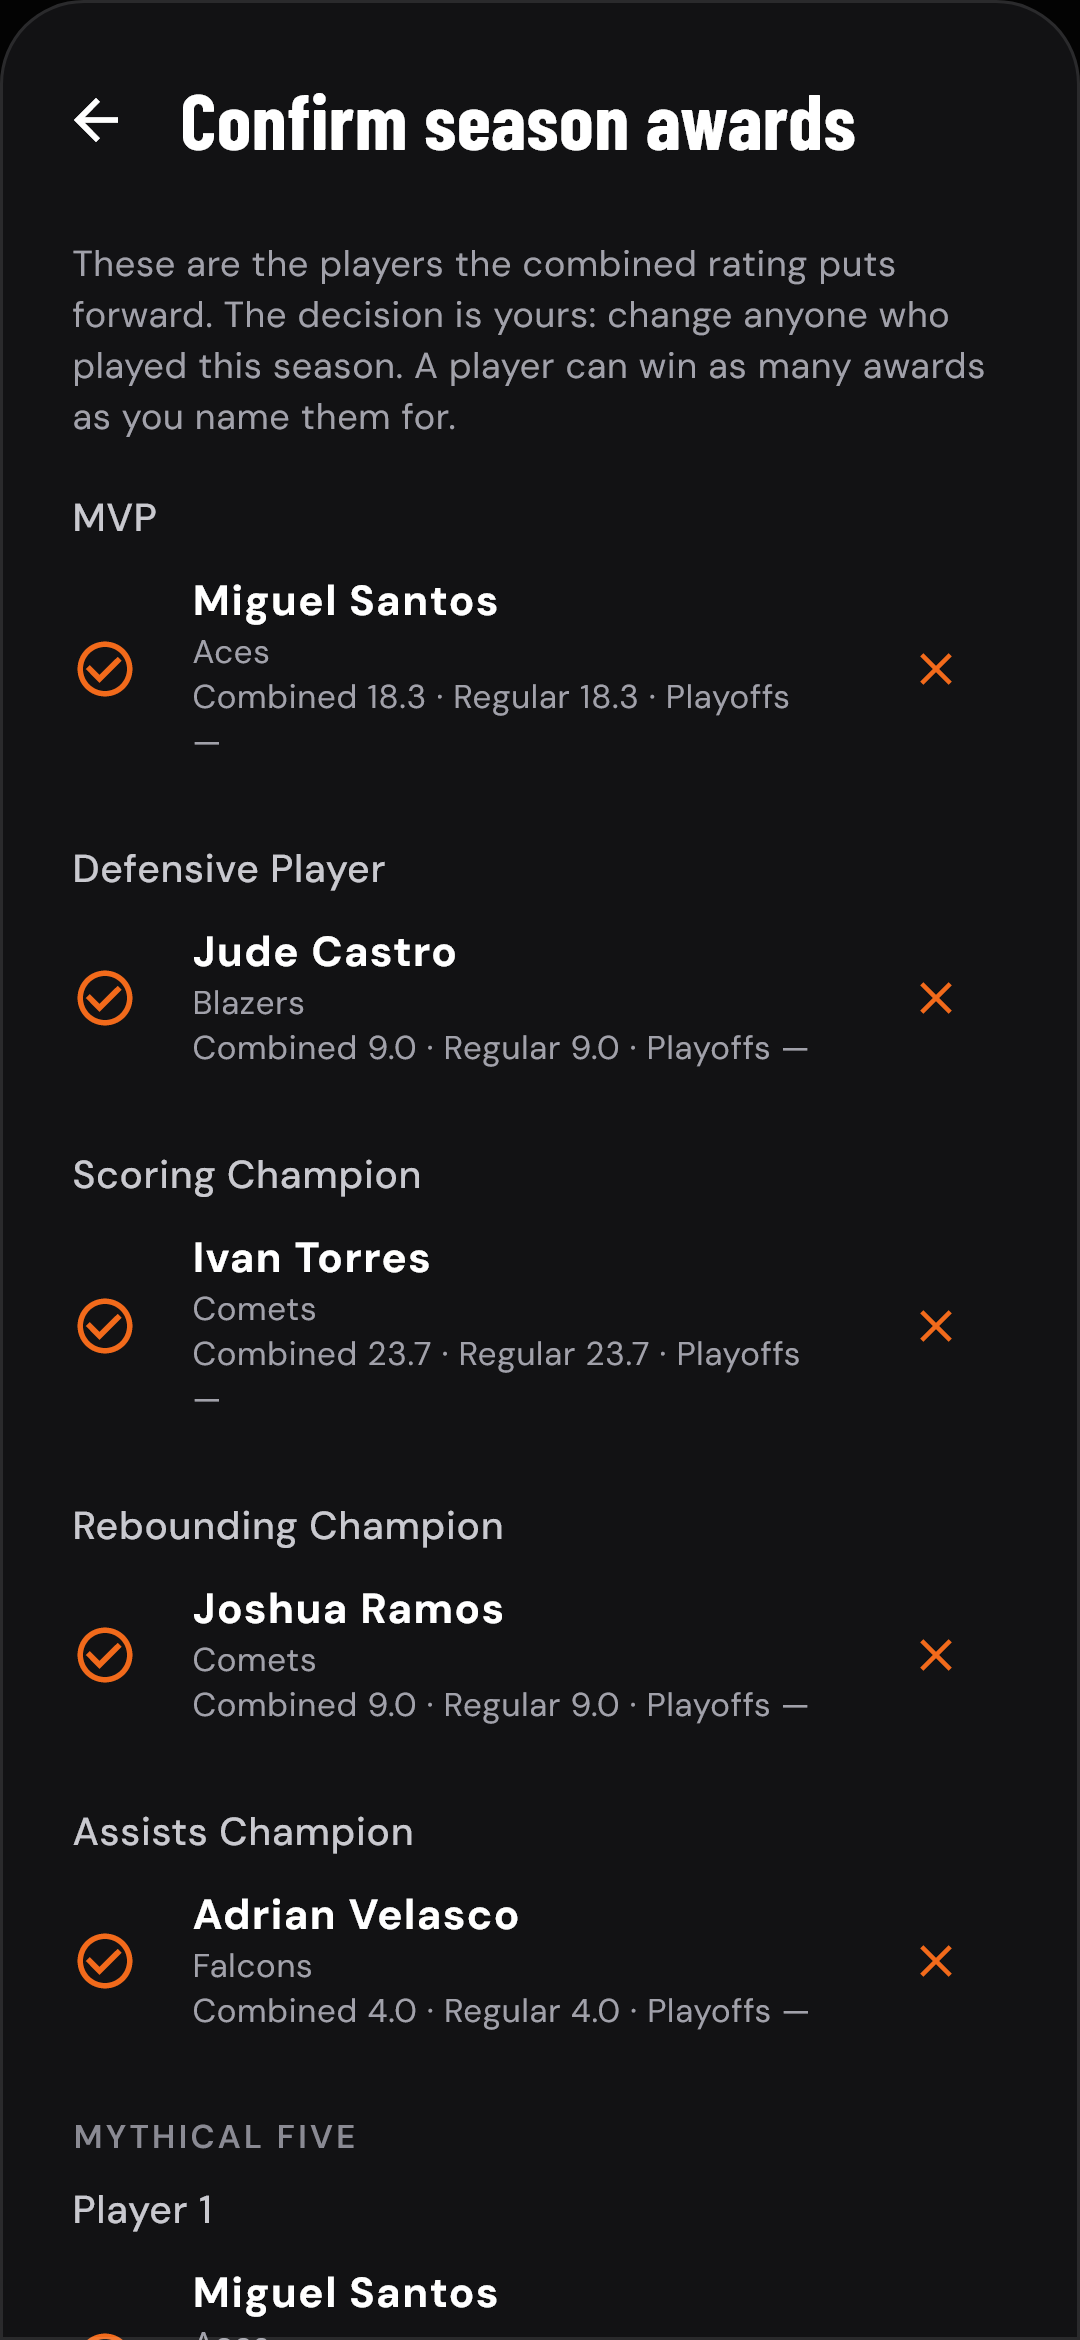 Confirm season awards
These are the players the combined rating puts
forward. The decision is yours: change anyone who
played this season. A player can win as many awards
as you name them for.
MVP
Miguel Santos
Aces
Combined 18.3 · Regular 18.3 · Playoffs
—
Defensive Player
Jude Castro
Blazers
Combined 9.0 · Regular 9.0 · Playoffs —
Scoring Champion
Ivan Torres
Comets
Combined 23.7 · Regular 23.7 · Playoffs
—
Rebounding Champion
Joshua Ramos
Comets
Combined 9.0 · Regular 9.0 · Playoffs —
Assists Champion
Adrian Velasco
Falcons
Combined 4.0 · Regular 4.0 · Playoffs —
MYTHICAL FIVE
Player 1
Miguel Santos